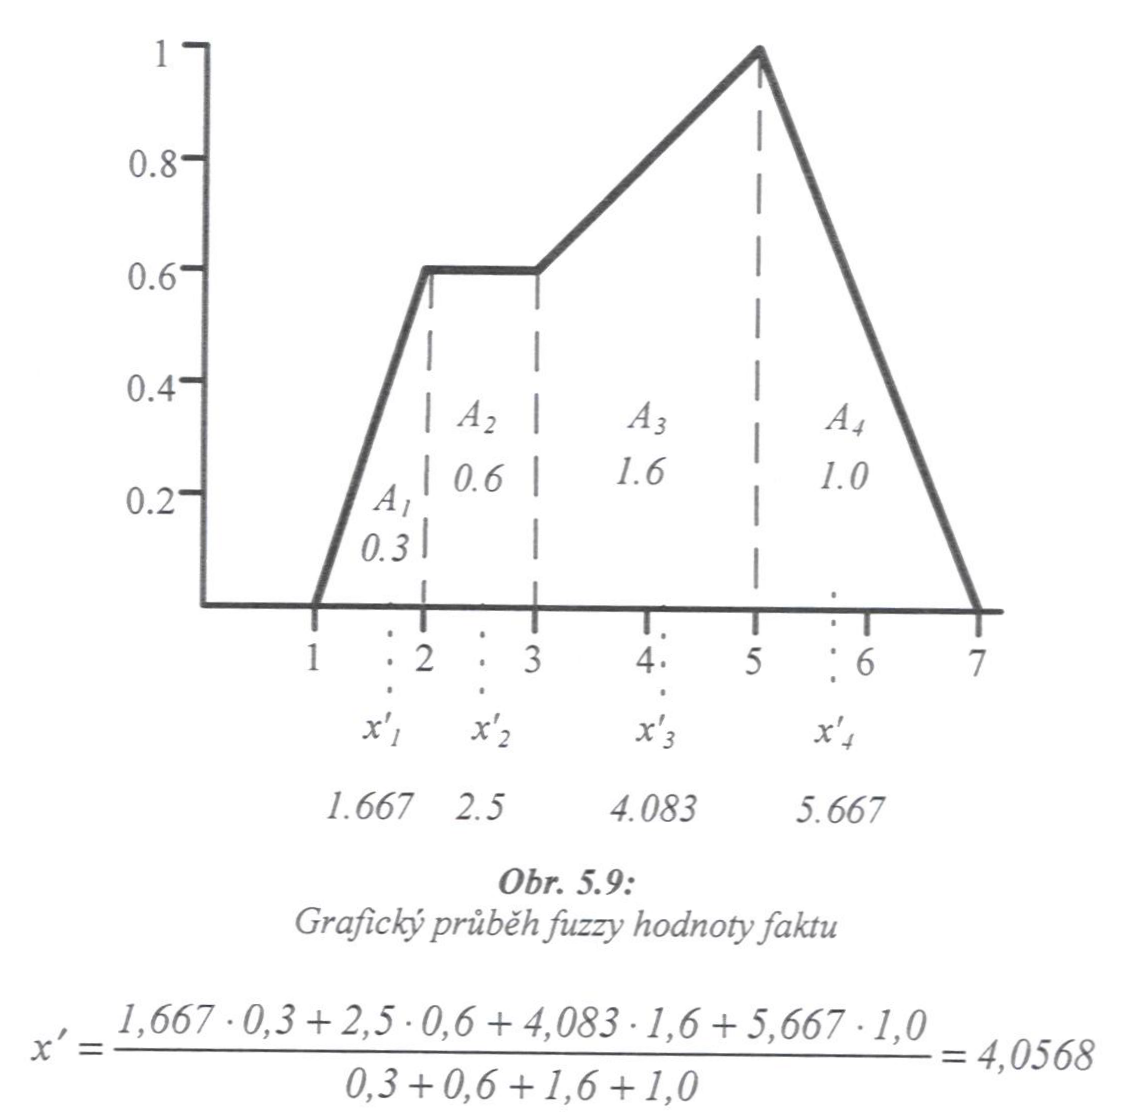 1
0.8
0.6
0.4
0.2
A₂ A₃ A₄
0.6 1.6 1.0
A₁
0.3
1 2 3 4 5 6 7
x'₁ x'₂ x'₃ x'₄
1.667 2.5 4.083 5.667
Obr. 5.9:
Grafický průběh fuzzy hodnoty faktu
x' = (1,667 · 0,3 + 2,5 · 0,6 + 4,083 · 1,6 + 5,667 · 1,0) / (0,3 + 0,6 + 1,6 + 1,0) = 4,0568